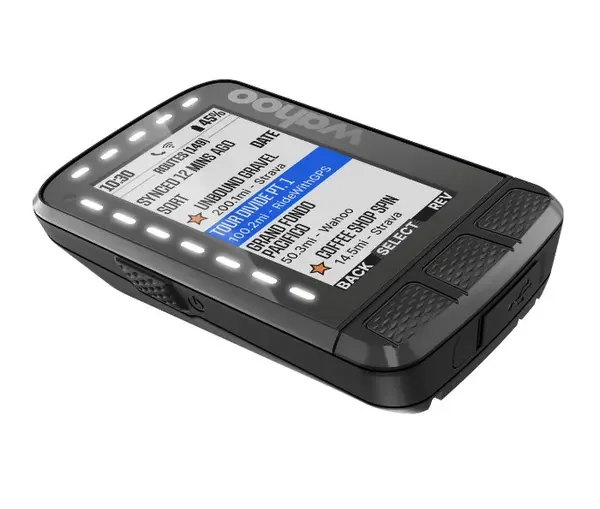 wahoo
10:30 45%
ROUTES (149)
SYNCED 12 MINS AGO
SORT DATE
UNBOUND GRAVEL
200.1mi - Strava
TOUR DIVIDE PT. 1
100.2mi - RideWithGPS
GRAND FONDO
PACIFICO
50.3mi - Wahoo
COFFEE SHOP SPIN
14.5mi - Strava
BACK SELECT REV